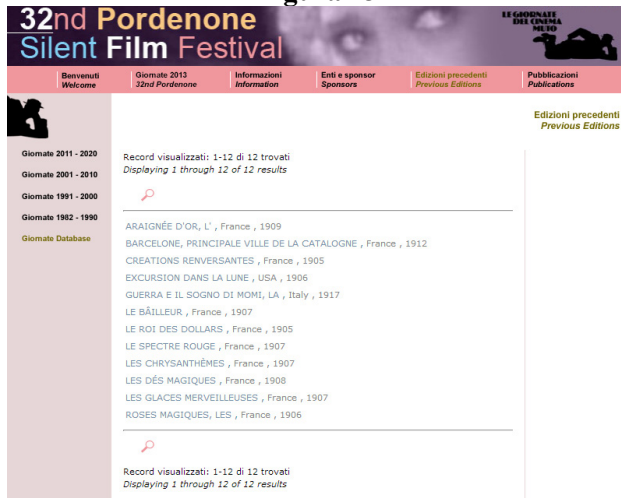 32nd Pordenone
Silent Film Festival
LE GIORNATE
DEL CINEMA
MUTO
Benvenuti
Welcome
Giornate 2013
32nd Pordenone
Informazioni
Information
Enti e sponsor
Sponsors
Edizioni precedenti
Previous Editions
Pubblicazioni
Publications
Edizioni precedenti
Previous Editions
Giornate 2011 - 2020
Giornate 2001 - 2010
Giornate 1991 - 2000
Giornate 1982 - 1990
Giornate Database
Record visualizzati: 1-12 di 12 trovati
Displaying 1 through 12 of 12 results
ARAIGNÉE D'OR, L' , France , 1909
BARCELONE, PRINCIPALE VILLE DE LA CATALOGNE , France , 1912
CREATIONS RENVERSANTES , France , 1905
EXCURSION DANS LA LUNE , USA , 1906
GUERRA E IL SOGNO DI MOMI, LA , Italy , 1917
LE BÂILLEUR , France , 1907
LE ROI DES DOLLARS , France , 1905
LE SPECTRE ROUGE , France , 1907
LES CHRYSANTHÈMES , France , 1907
LES DÉS MAGIQUES , France , 1908
LES GLACES MERVEILLEUSES , France , 1907
ROSES MAGIQUES, LES , France , 1906
Record visualizzati: 1-12 di 12 trovati
Displaying 1 through 12 of 12 results